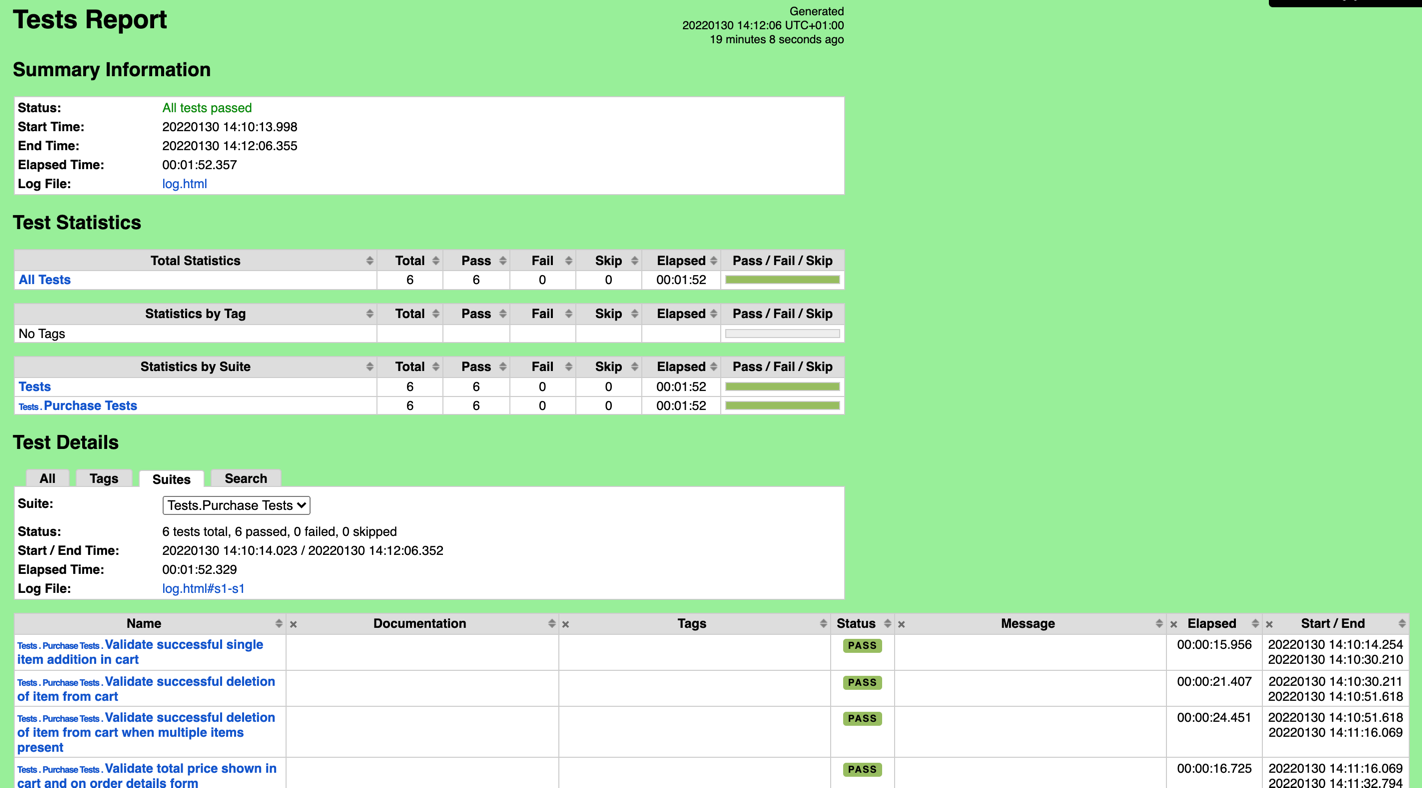 Tests Report
Generated
20220130 14:12:06 UTC+01:00
19 minutes 8 seconds ago
Summary Information
Status: All tests passed
Start Time: 20220130 14:10:13.998
End Time: 20220130 14:12:06.355
Elapsed Time: 00:01:52.357
Log File: log.html
Test Statistics
Total Statistics Total Pass Fail Skip Elapsed Pass / Fail / Skip
All Tests 6 6 0 0 00:01:52
Statistics by Tag Total Pass Fail Skip Elapsed Pass / Fail / Skip
No Tags
Statistics by Suite Total Pass Fail Skip Elapsed Pass / Fail / Skip
Tests 6 6 0 0 00:01:52
Tests . Purchase Tests 6 6 0 0 00:01:52
Test Details
All Tags Suites Search
Suite: Tests.Purchase Tests
Status: 6 tests total, 6 passed, 0 failed, 0 skipped
Start / End Time: 20220130 14:10:14.023 / 20220130 14:12:06.352
Elapsed Time: 00:01:52.329
Log File: log.html#s1-s1
Name × Documentation × Tags Status × Message × Elapsed × Start / End
Tests . Purchase Tests . Validate successful single PASS 00:00:15.956 20220130 14:10:14.254
item addition in cart 20220130 14:10:30.210
Tests . Purchase Tests . Validate successful deletion PASS 00:00:21.407 20220130 14:10:30.211
of item from cart 20220130 14:10:51.618
Tests . Purchase Tests . Validate successful deletion PASS 00:00:24.451 20220130 14:10:51.618
of item from cart when multiple items 20220130 14:11:16.069
present
Tests . Purchase Tests . Validate total price shown in PASS 00:00:16.725 20220130 14:11:16.069
cart and on order details form 20220130 14:11:32.794